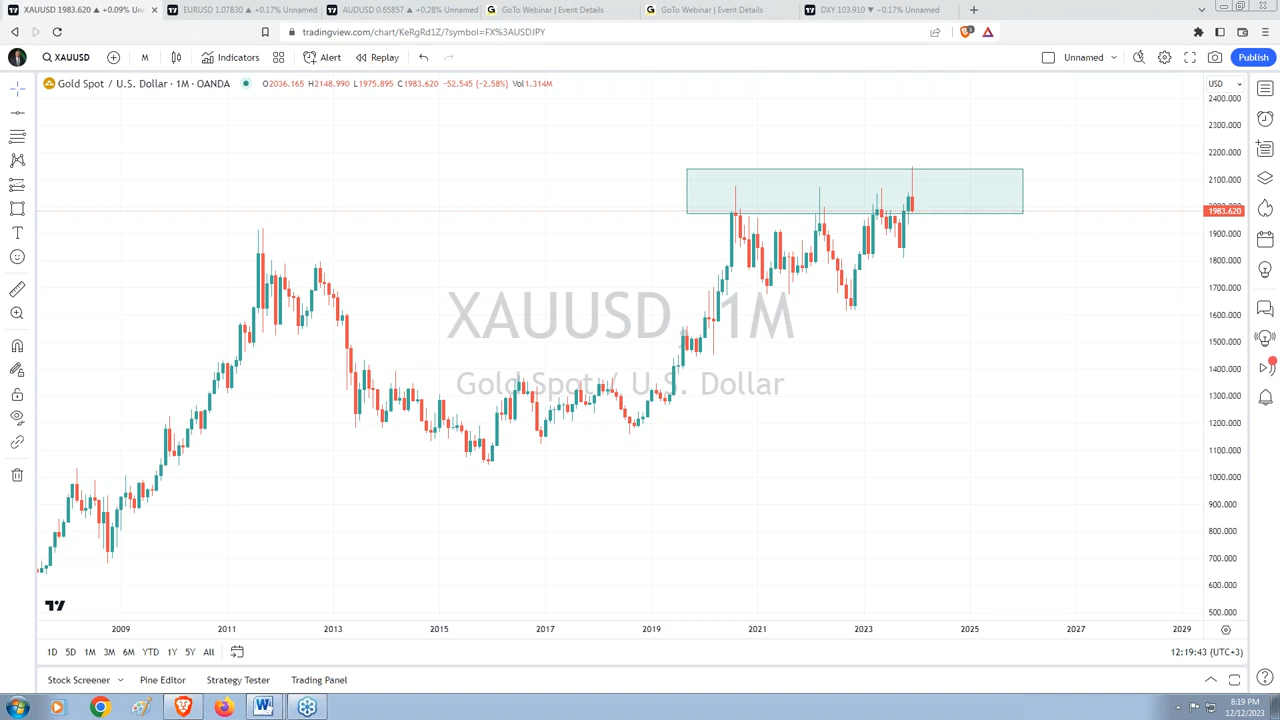 XAUUSD 1983.620 ▲ +0.09% Un
EURUSD 1.07830 ▲ +0.17% Unnamed
AUDUSD 0.65857 ▲ +0.28% Unnamed
GoTo Webinar | Event Details
GoTo Webinar | Event Details
DXY 103.910 ▼ −0.17% Unnamed
tradingview.com/chart/KeRgRd1Z/?symbol=FX%3AUSDJPY
XAUUSD
M
Indicators
Alert
Replay
Unnamed
Publish
Gold Spot / U.S. Dollar · 1M · OANDA O2036.165 H2148.990 L1975.895 C1983.620 −52.545 (−2.58%) Vol1.314M
USD
2400.000
2300.000
2200.000
2100.000
2000.000
1983.620
1900.000
1800.000
1700.000
1600.000
1500.000
1400.000
1300.000
1200.000
1100.000
1000.000
900.000
800.000
700.000
600.000
500.000
XAUUSD, 1M
Gold Spot / U.S. Dollar
2009 2011 2013 2015 2017 2019 2021 2023 2025 2027 2029
1D 5D 1M 3M 6M YTD 1Y 5Y All
12:19:43 (UTC+3)
Stock Screener Pine Editor Strategy Tester Trading Panel
8:19 PM
12/12/2023